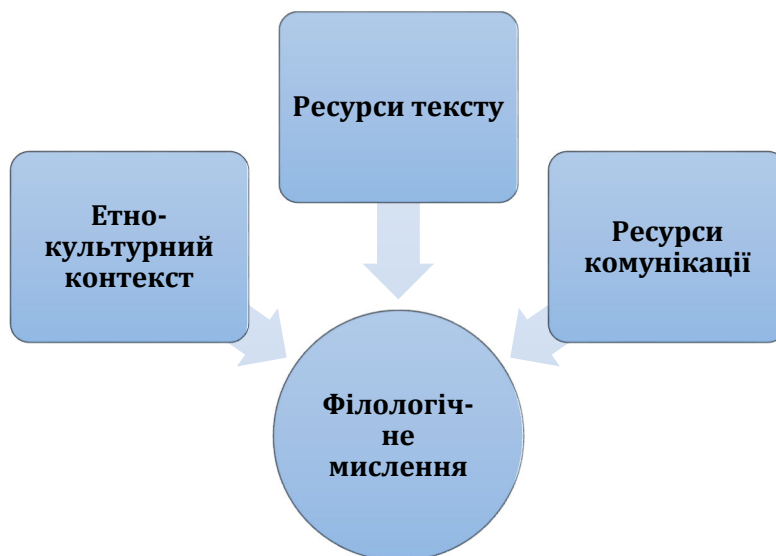 Ресурси тексту
Етно-
культурний
контекст
Ресурси
комунікації
Філологіч-
не
мислення